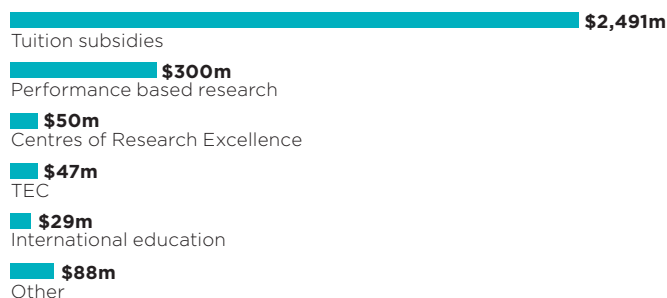 $2,491m
Tuition subsidies
$300m
Performance based research
$50m
Centres of Research Excellence
$47m
TEC
$29m
International education
$88m
Other